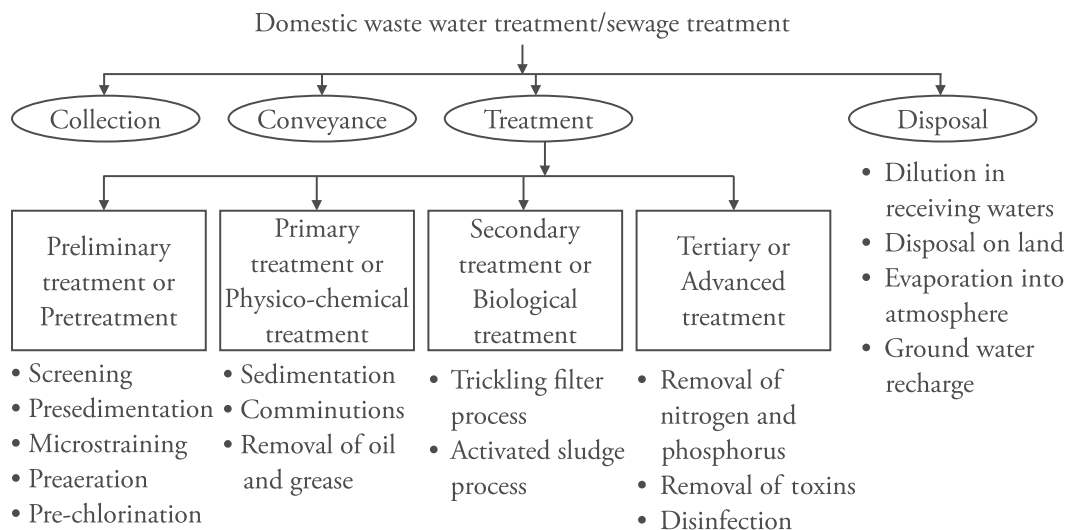 Domestic waste water treatment/sewage treatment
Collection
Conveyance
Treatment
Disposal
• Dilution in
receiving waters
• Disposal on land
• Evaporation into
atmosphere
• Ground water
recharge
Preliminary
treatment or
Pretreatment
• Screening
• Presedimentation
• Microstraining
• Preaeration
• Pre-chlorination
Primary
treatment or
Physico-chemical
treatment
• Sedimentation
• Comminutions
• Removal of oil
and grease
Secondary
treatment or
Biological
treatment
• Trickling filter
process
• Activated sludge
process
Tertiary or
Advanced
treatment
• Removal of
nitrogen and
phosphorus
• Removal of toxins
• Disinfection